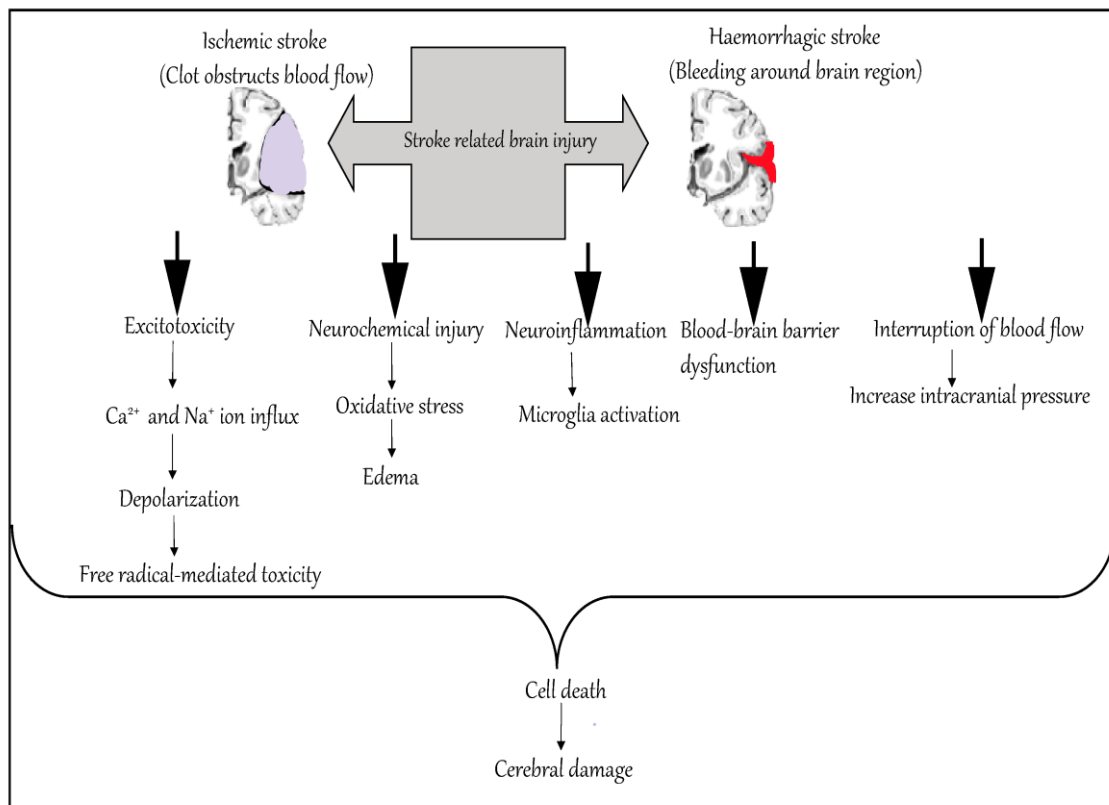 Ischemic stroke
(Clot obstructs blood flow)
Haemorrhagic stroke
(Bleeding around brain region)
Stroke related brain injury
Excitotoxicity
Ca²⁺ and Na⁺ ion influx
Depolarization
Free radical-mediated toxicity
Neurochemical injury
Oxidative stress
Edema
Neuroinflammation
Microglia activation
Blood-brain barrier
dysfunction
Interruption of blood flow
Increase intracranial pressure
Cell death
Cerebral damage